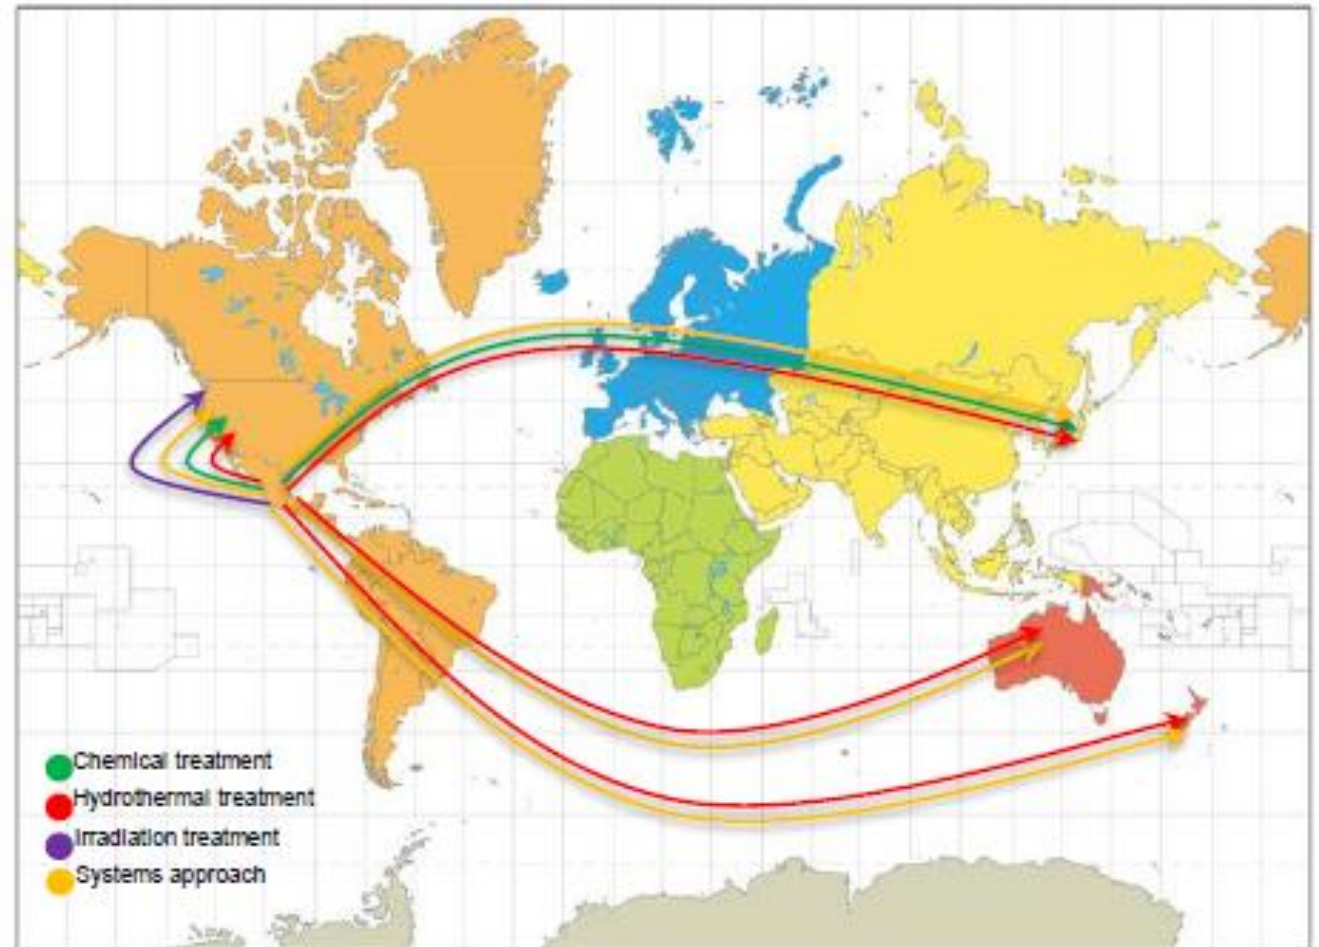 Chemical treatment
Hydrothermal treatment
Irradiation treatment
Systems approach